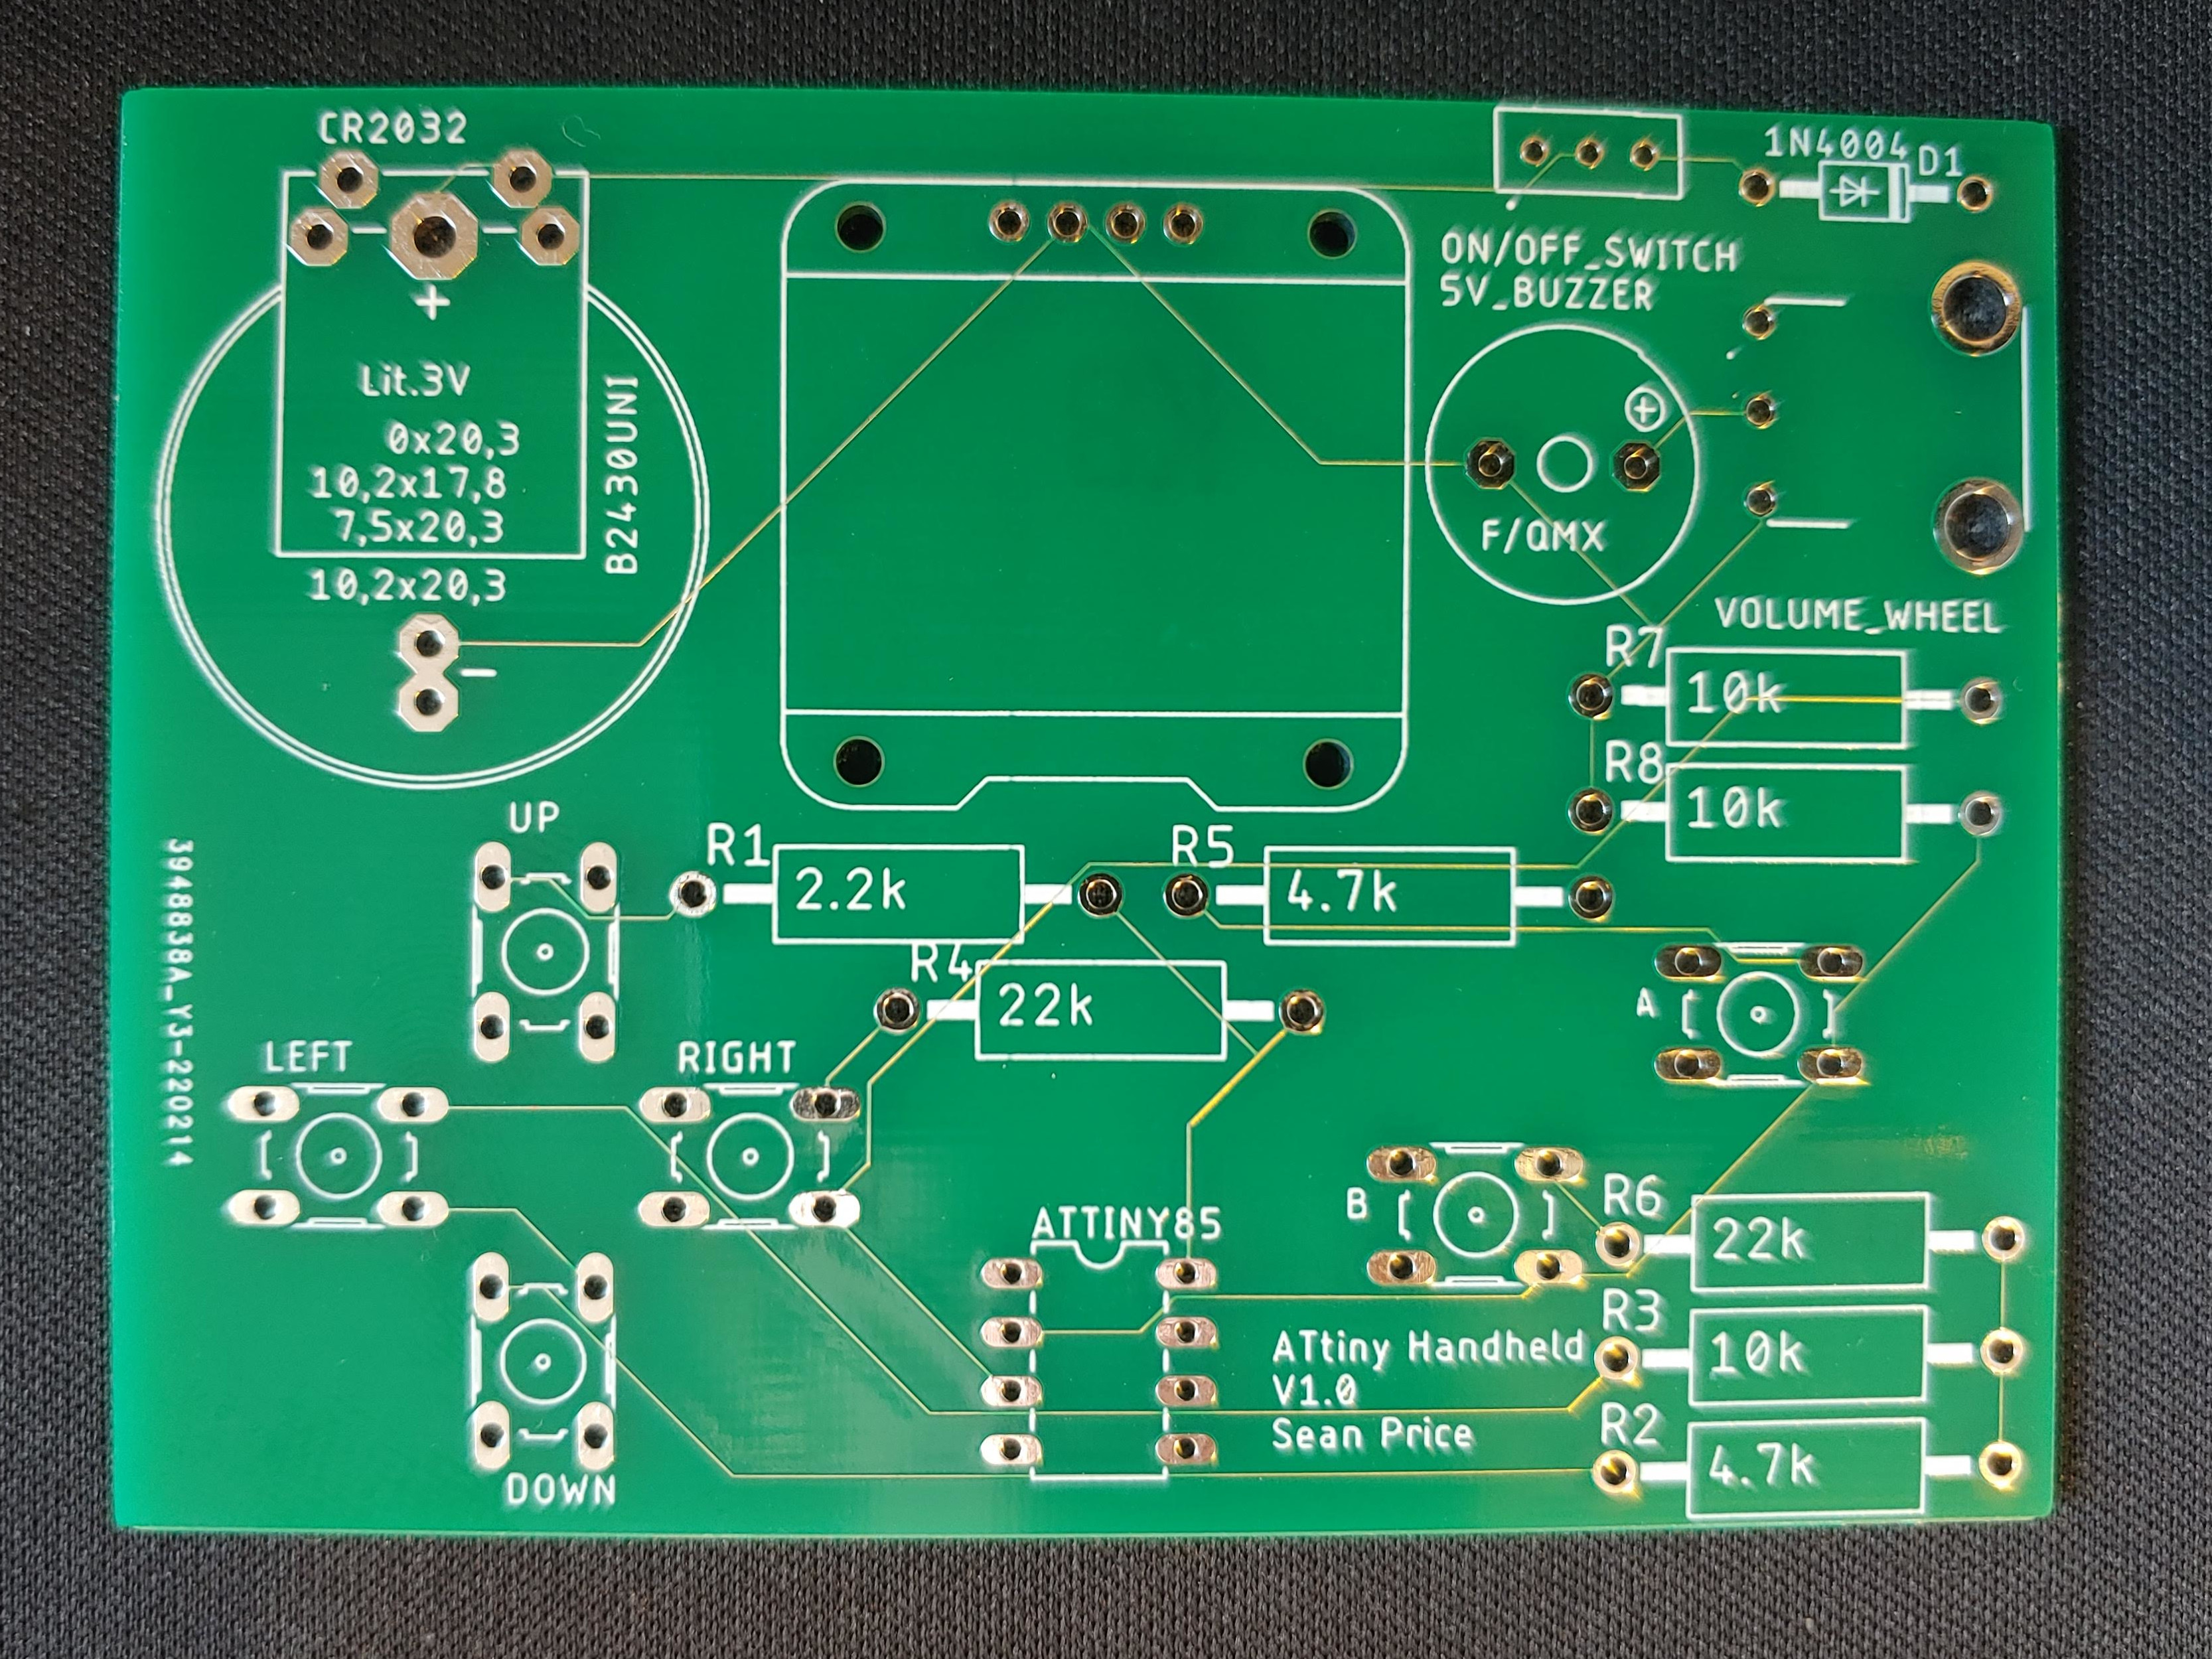 CR2032
1N4004 D1
ON/OFF_SWITCH
5V_BUZZER
+
Lit.3V
0x20,3
10,2x17,8
7,5x20,3
10,2x20,3
B2430UNI
-
+
F/QMX
VOLUME_WHEEL
R7
10k
R8
10k
UP
R1
2.2k
R5
4.7k
R4
22k
3948838A_Y3-220214
LEFT
RIGHT
A
B
ATTINY85
R6
22k
R3
10k
R2
4.7k
ATtiny Handheld
V1.0
Sean Price
DOWN